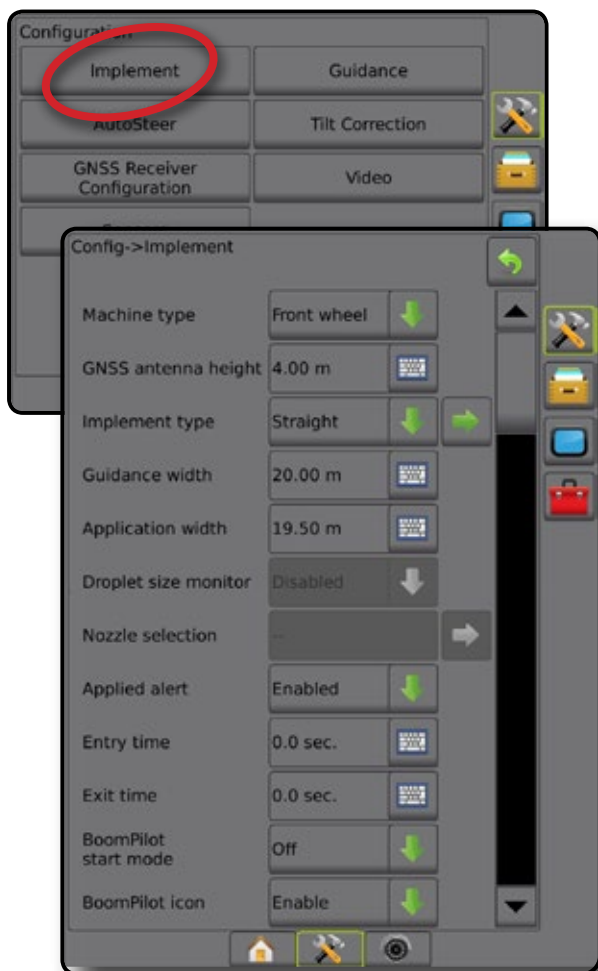 Configuration
Implement Guidance
AutoSteer Tilt Correction
GNSS Receiver
Configuration
Video
Config->Implement
Machine type Front wheel
GNSS antenna height 4.00 m
Implement type Straight
Guidance width 20.00 m
Application width 19.50 m
Droplet size monitor Disabled
Nozzle selection --
Applied alert Enabled
Entry time 0.0 sec.
Exit time 0.0 sec.
BoomPilot
start mode
Off
BoomPilot icon Enable